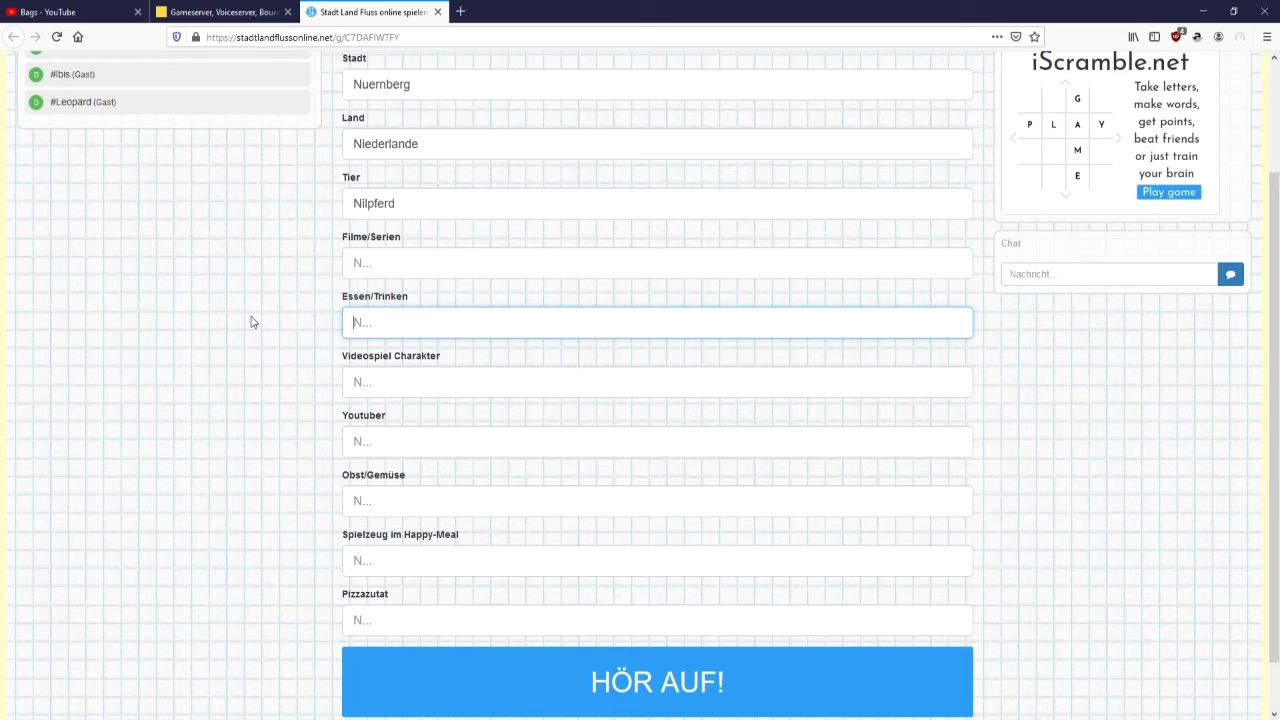 Bags - YouTube
Gameserver, Voiceserver, Boun
Stadt Land Fluss online spielen
https://stadtlandflussonline.net/g/C7DAFIWTFY
#Ibis (Gast)
#Leopard (Gast)
Stadt
Nuernberg
Land
Niederlande
Tier
Nilpferd
Filme/Serien
N...
Essen/Trinken
N...
Videospiel Charakter
N...
Youtuber
N...
Obst/Gemüse
N...
Spielzeug im Happy-Meal
N...
Pizzazutat
N...
HÖR AUF!
iScramble.net
G
P L A Y
M
E
Take letters,
make words,
get points,
beat friends
or just train
your brain
Play game
Chat
Nachricht...